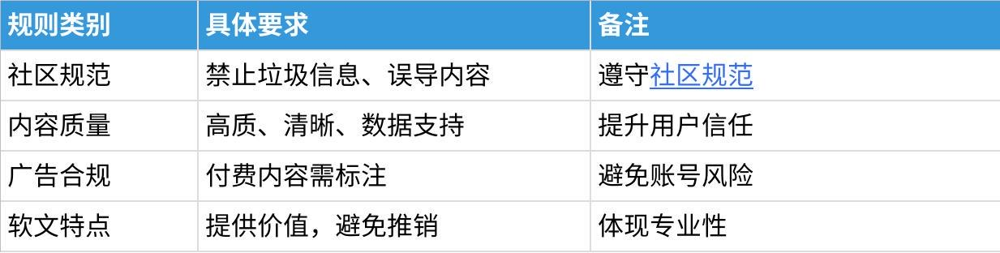 规则类别 具体要求 备注
社区规范 禁止垃圾信息、误导内容 遵守社区规范
内容质量 高质、清晰、数据支持 提升用户信任
广告合规 付费内容需标注 避免账号风险
软文特点 提供价值，避免推销 体现专业性